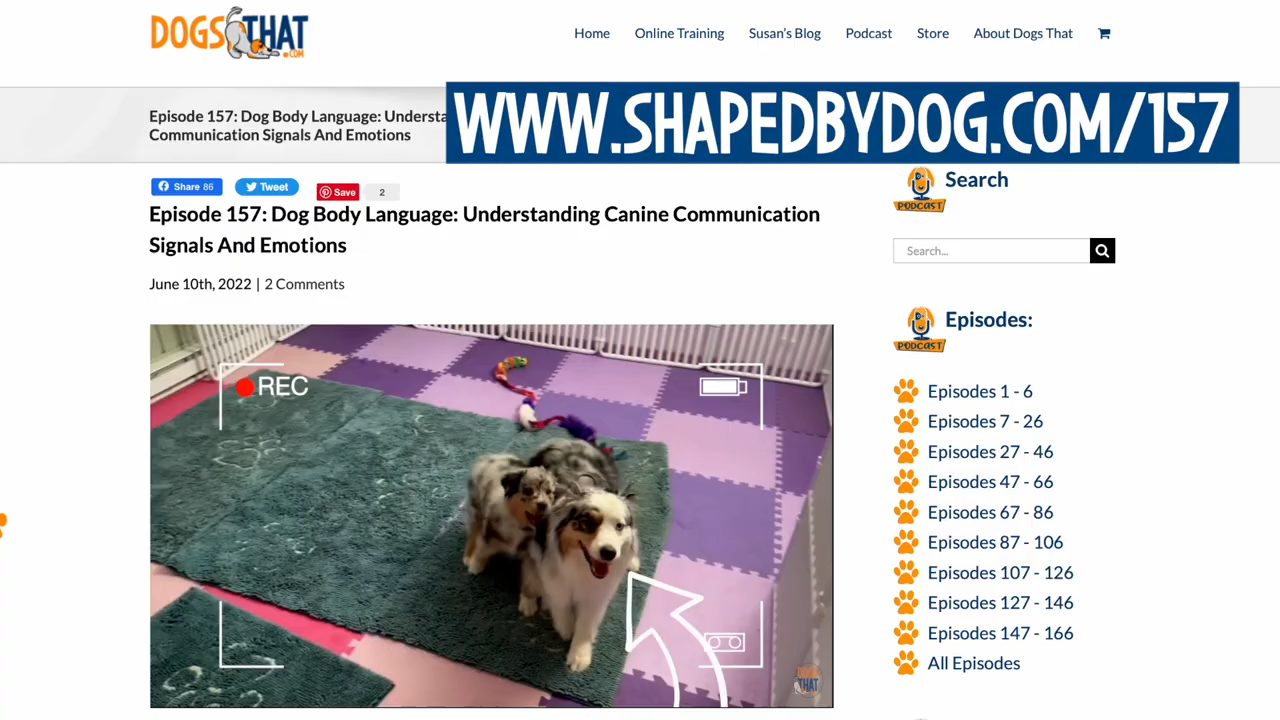 DOGS THAT
.COM
Home Online Training Susan's Blog Podcast Store About Dogs That
WWW.SHAPEDBYDOG.COM/157
Episode 157: Dog Body Language: Understa
Communication Signals And Emotions
Share 86 Tweet Save 2
PODCAST
Search
Episode 157: Dog Body Language: Understanding Canine Communication
Signals And Emotions
Search...
June 10th, 2022 | 2 Comments
PODCAST
Episodes:
REC
DOGS
THAT
Episodes 1 - 6
Episodes 7 - 26
Episodes 27 - 46
Episodes 47 - 66
Episodes 67 - 86
Episodes 87 - 106
Episodes 107 - 126
Episodes 127 - 146
Episodes 147 - 166
All Episodes